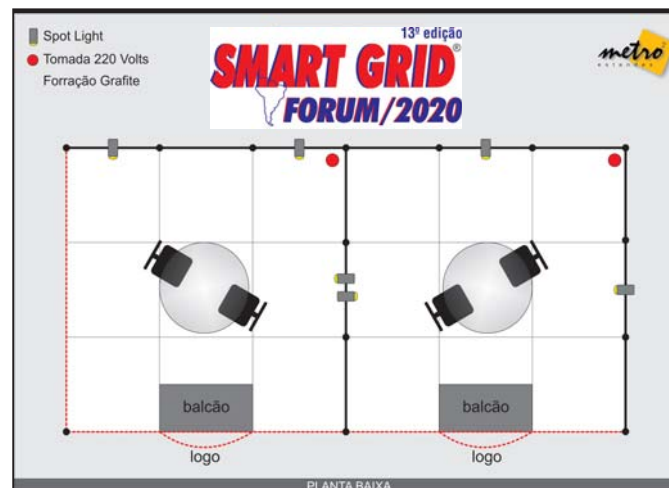 Spot Light
Tomada 220 Volts
Forração Grafite
13º edição
SMART GRID®
FORUM/2020
metro
estandes
balcão
balcão
logo
logo
PLANTA BAIXA